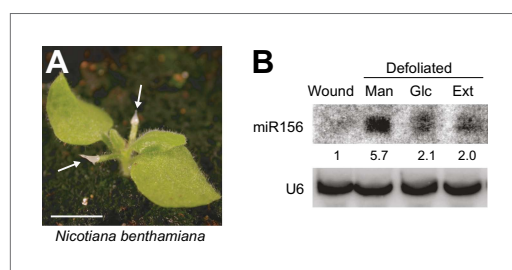 A
Nicotiana benthamiana
B
Defoliated
Wound Man Glc Ext
miR156
1 5.7 2.1 2.0
U6